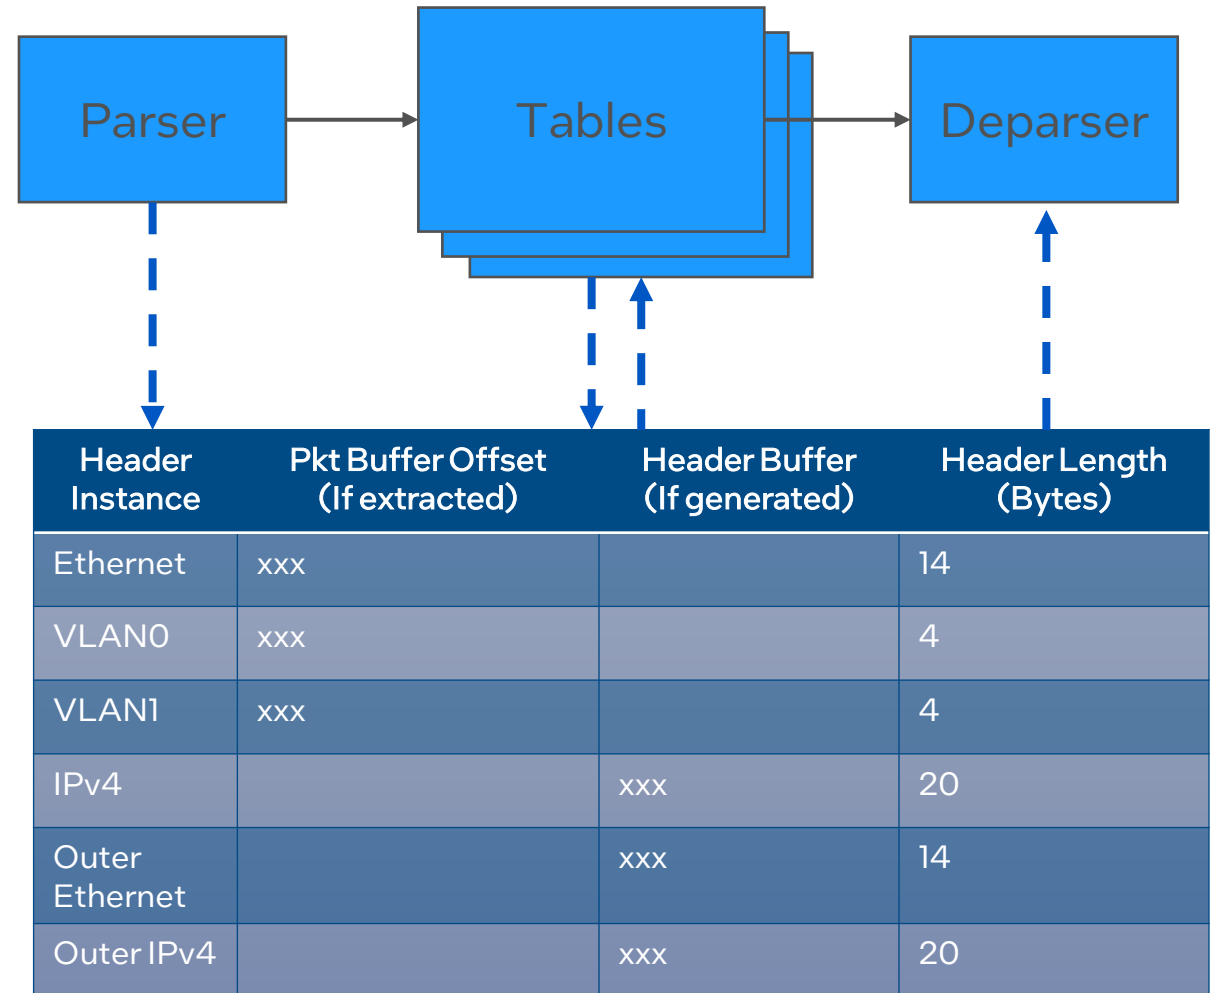 Parser
Tables
Deparser
Header
Instance
Pkt Buffer Offset
(If extracted)
Header Buffer
(If generated)
Header Length
(Bytes)
Ethernet
xxx
14
VLAN0
xxx
4
VLAN1
xxx
4
IPv4
xxx
20
Outer
Ethernet
xxx
14
Outer IPv4
xxx
20